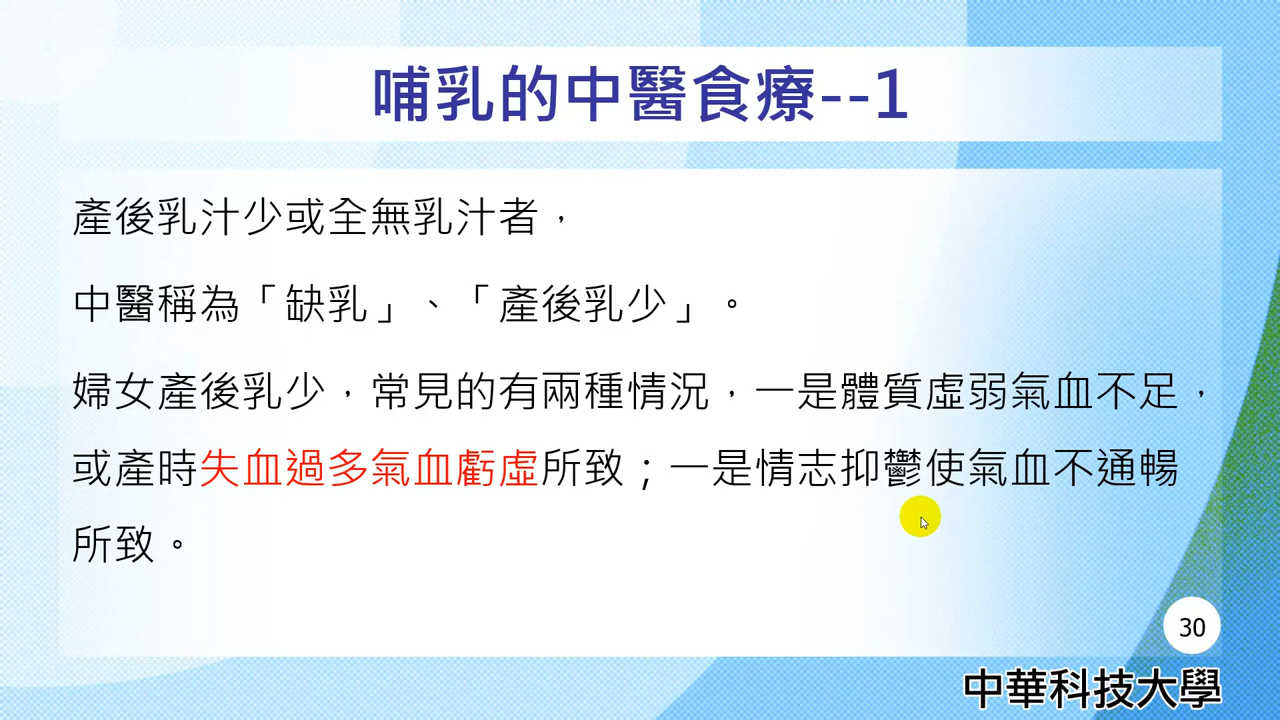 哺乳的中醫食療--1
產後乳汁少或全無乳汁者，
中醫稱為「缺乳」、「產後乳少」。
婦女產後乳少，常見的有兩種情況，一是體質虛弱氣血不足，
或產時失血過多氣血虧虛所致；一是情志抑鬱使氣血不通暢
所致。
30
中華科技大學